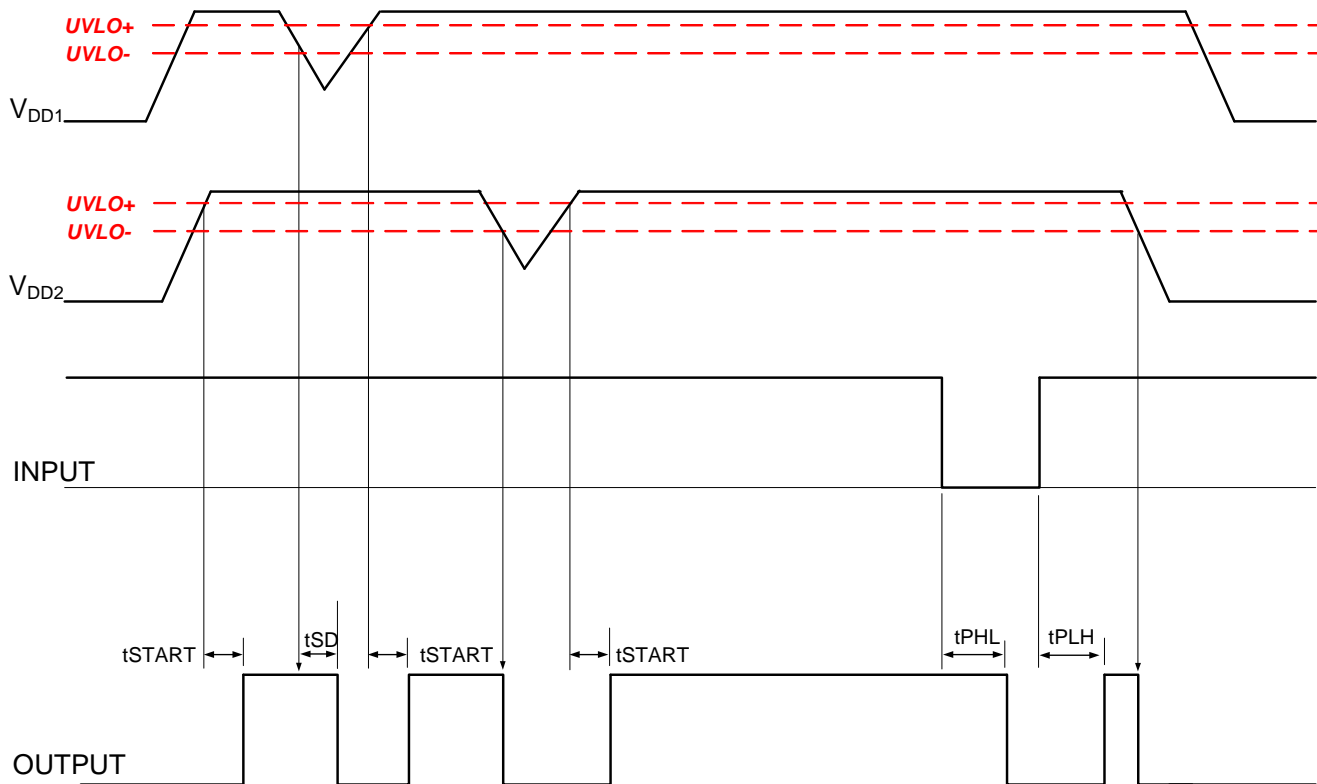 UVLO+
UVLO-
VDD1
UVLO+
UVLO-
VDD2
INPUT
tSTART
tSD
tSTART
tSTART
tPHL
tPLH
OUTPUT